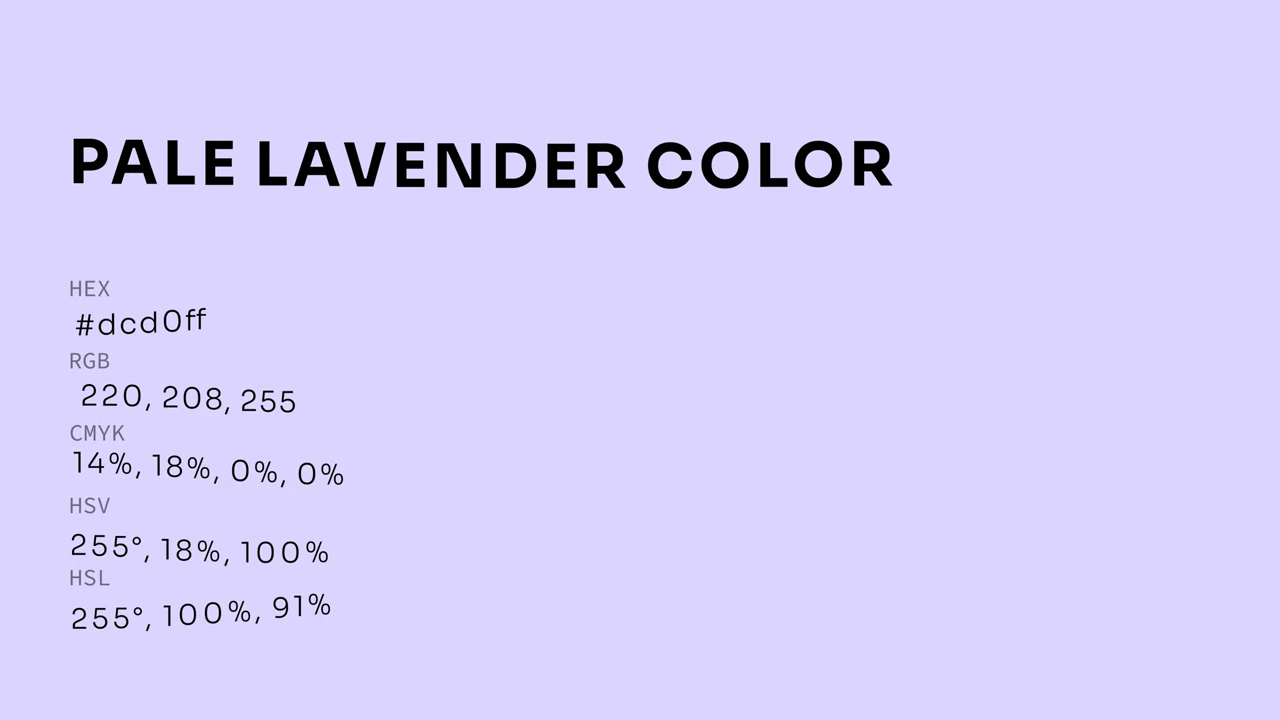 PALE LAVENDER COLOR
HEX
#dcd0ff
RGB
220, 208, 255
CMYK
14%, 18%, 0%, 0%
HSV
255°, 18%, 100%
HSL
255°, 100%, 91%